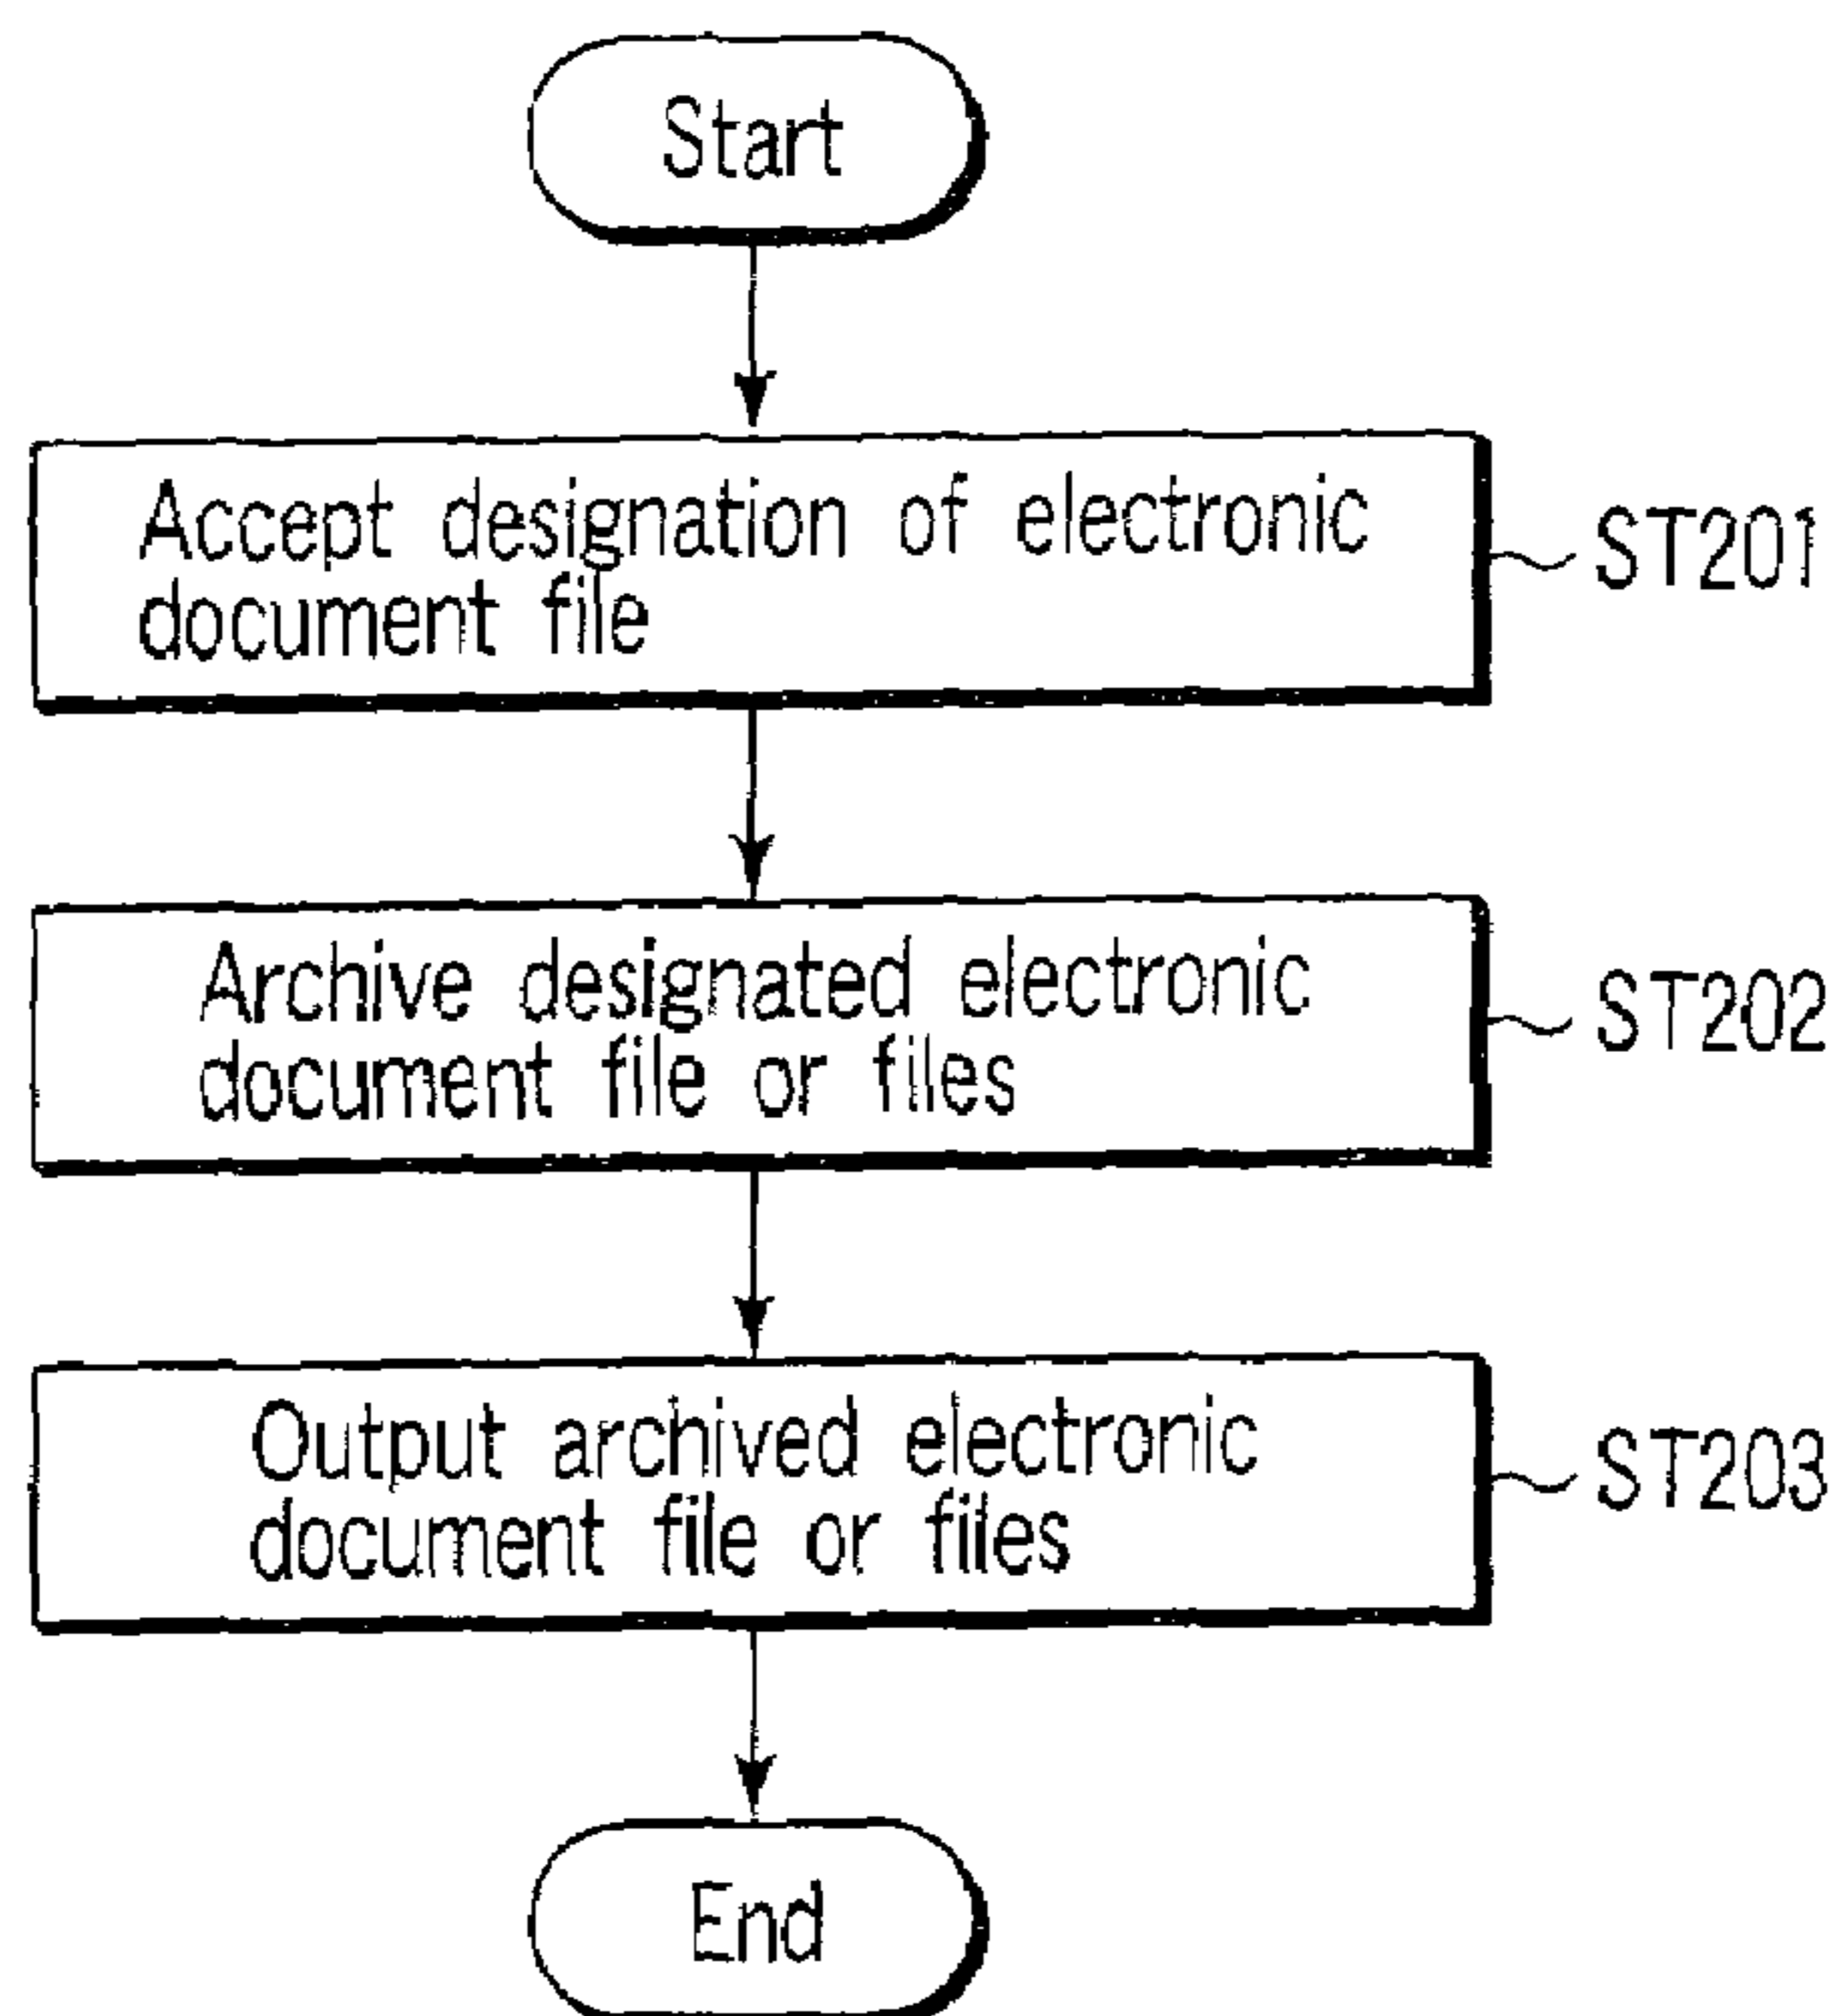 Start
Accept designation of electronic
document file
ST201
Archive designated electronic
document file or files
ST202
Output archived electronic
document file or files
ST203
End